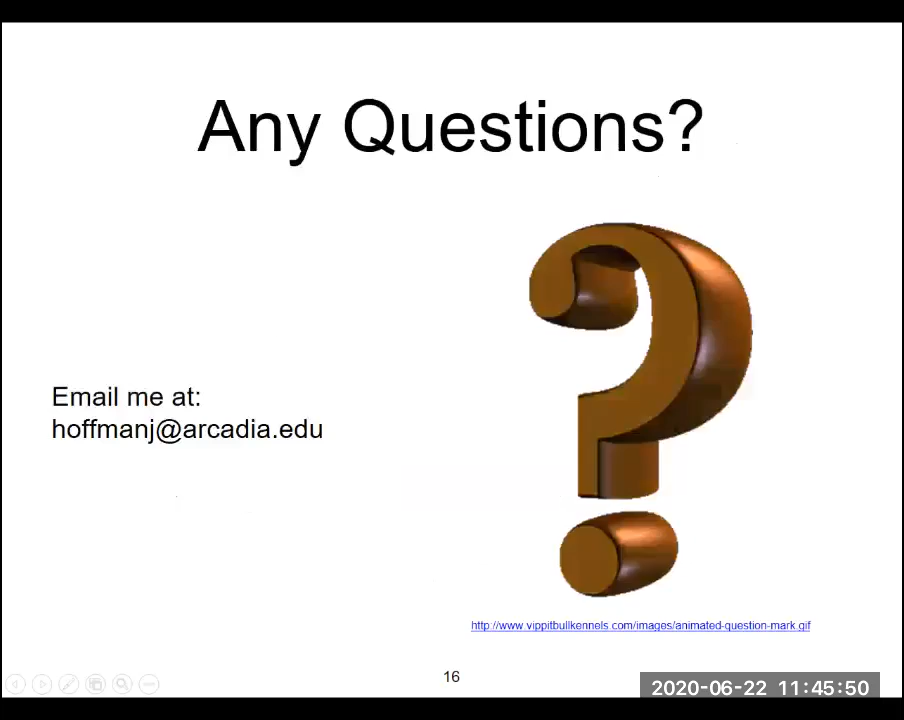 Any Questions?
Email me at:
hoffmanj@arcadia.edu
http://www.vippitbullkennels.com/images/animated-question-mark.gif
16
2020-06-22 11:45:50